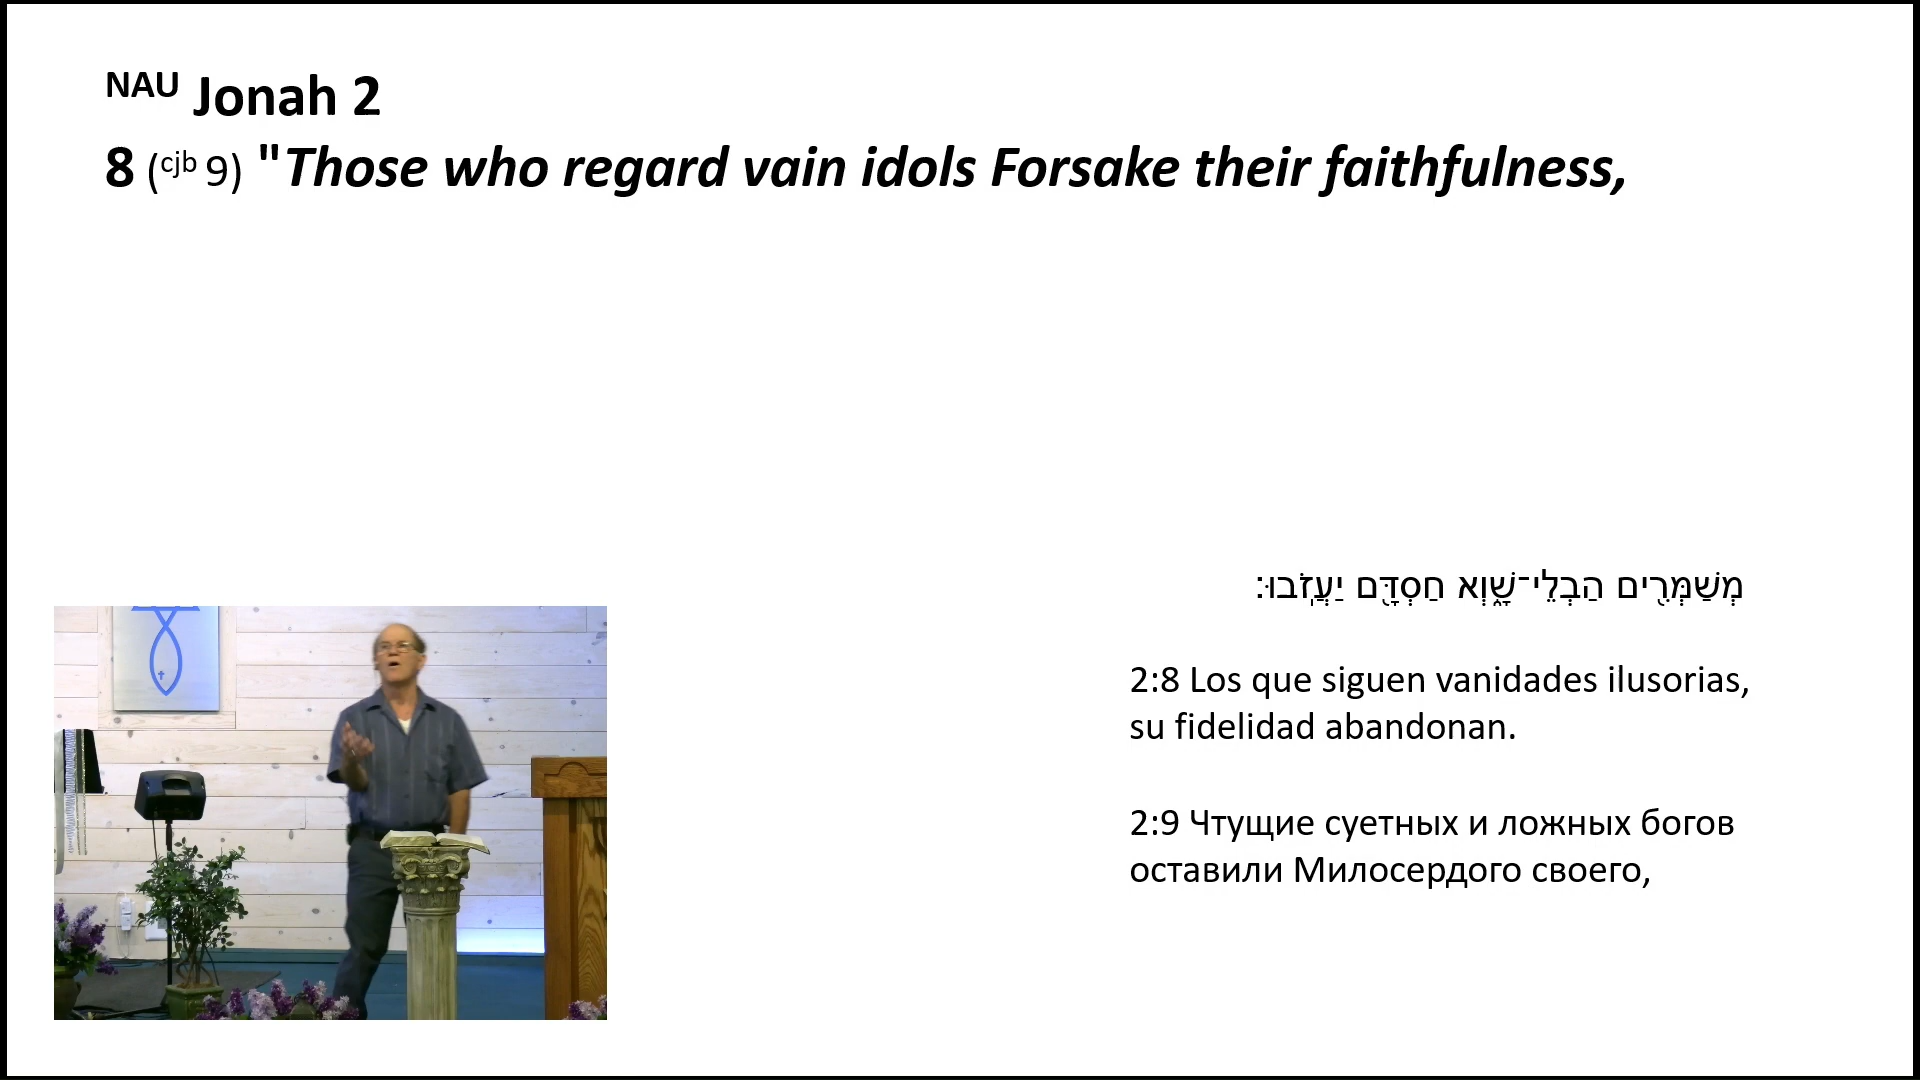 NAU Jonah 2
8 (cjb 9) "Those who regard vain idols Forsake their faithfulness,
מְשַׁמְּרִ֖ים הַבְלֵי־שָׁ֑וְא חַסְדָּ֖ם יַעֲזֹֽבוּ׃
2:8 Los que siguen vanidades ilusorias,
su fidelidad abandonan.
2:9 Чтущие суетных и ложных богов
оставили Милосердого своего,